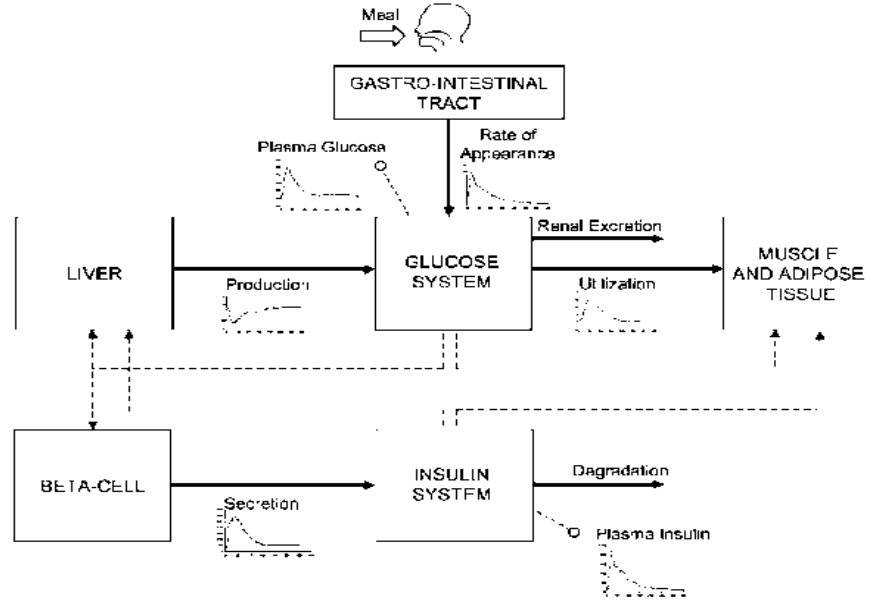 Meal
GASTRO-INTESTINAL
TRACT
Plasma Glucose
Rate of
Appearance
LIVER
Production
GLUCOSE
SYSTEM
Renal Excretion
Utilization
MUSCLE
AND ADIPOSE
TISSUE
BETA-CELL
Secretion
INSULIN
SYSTEM
Degradation
Plasma Insulin